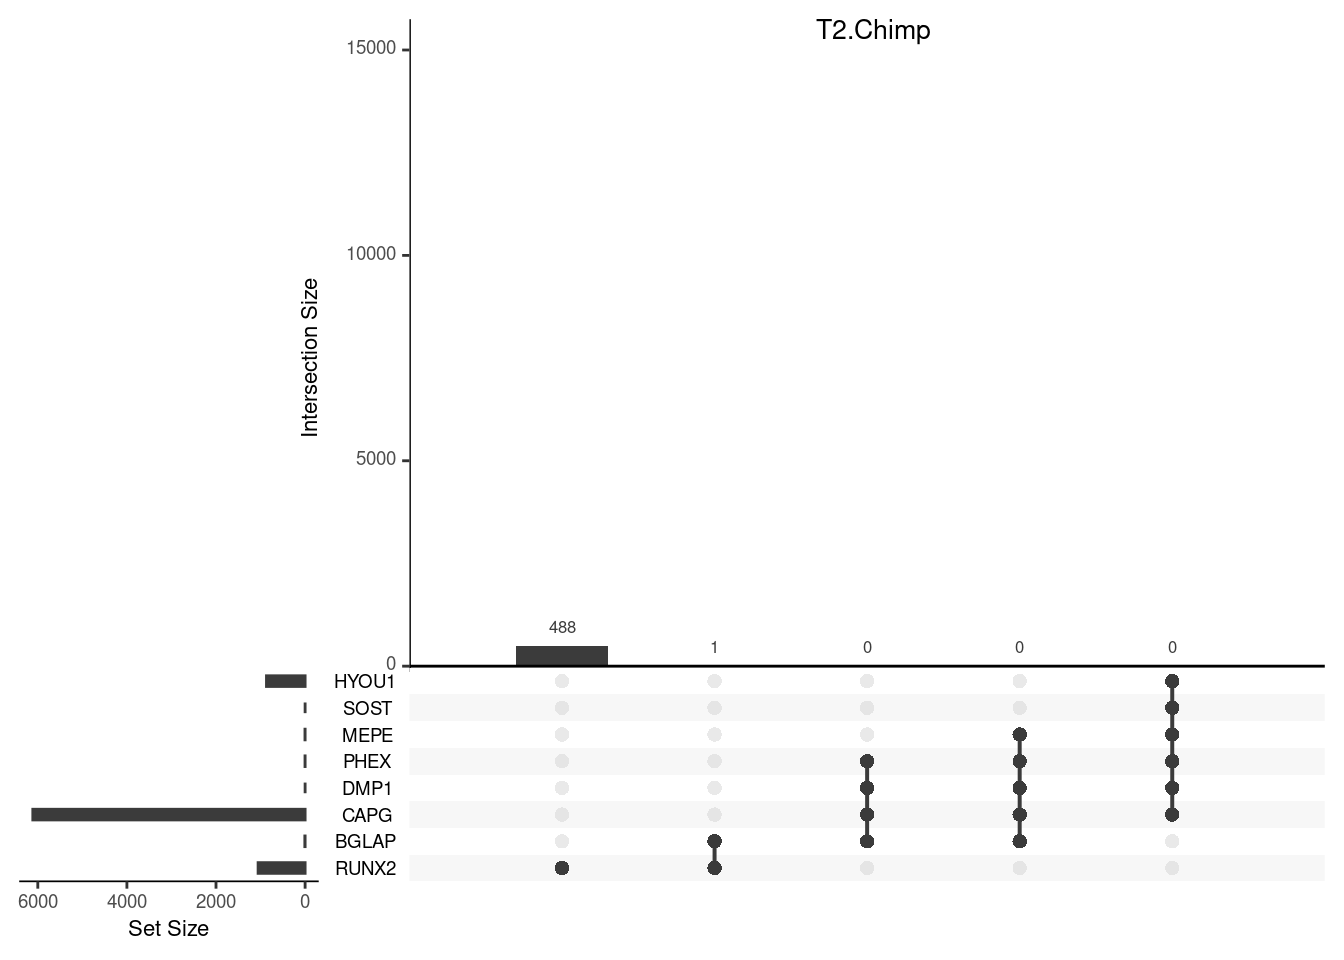 T2.Chimp
15000
10000
5000
0
Intersection Size
488
1
0
0
0
HYOU1
SOST
MEPE
PHEX
DMP1
CAPG
BGLAP
RUNX2
6000 4000 2000 0
Set Size